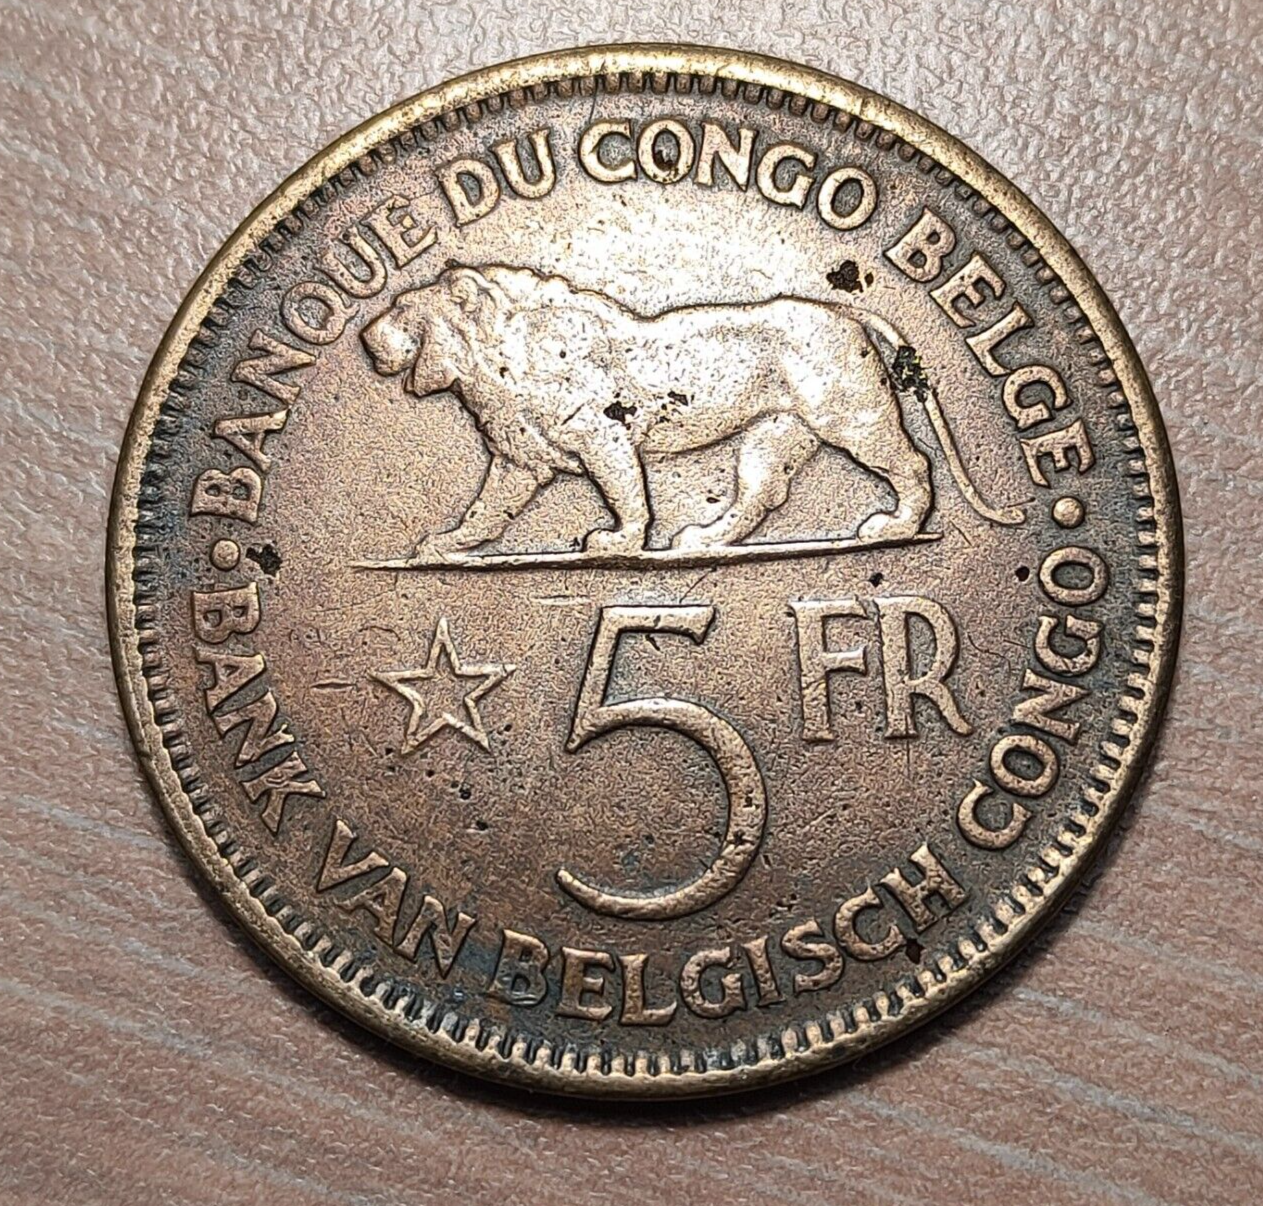 BANQUE DU CONGO BELGE
5 FR
BANK VAN BELGISCH CONGO